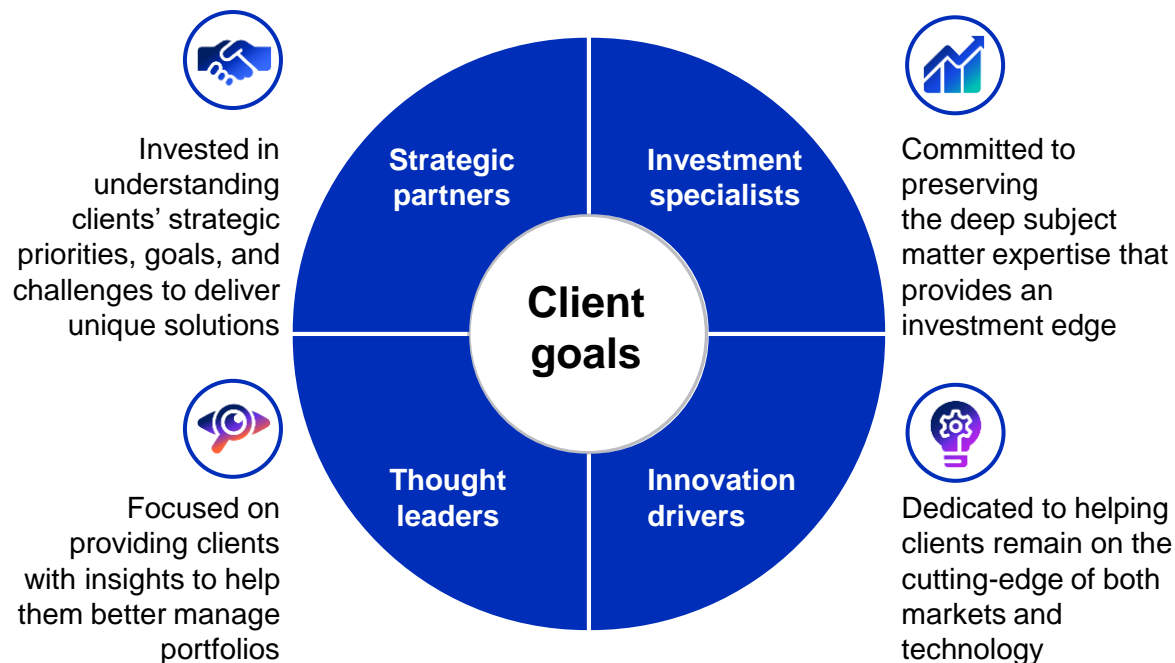 Invested in
understanding
clients’ strategic
priorities, goals, and
challenges to deliver
unique solutions
Strategic
partners
Investment
specialists
Committed to
preserving
the deep subject
matter expertise that
provides an
investment edge
Client
goals
Focused on
providing clients
with insights to help
them better manage
portfolios
Thought
leaders
Innovation
drivers
Dedicated to helping
clients remain on the
cutting-edge of both
markets and
technology